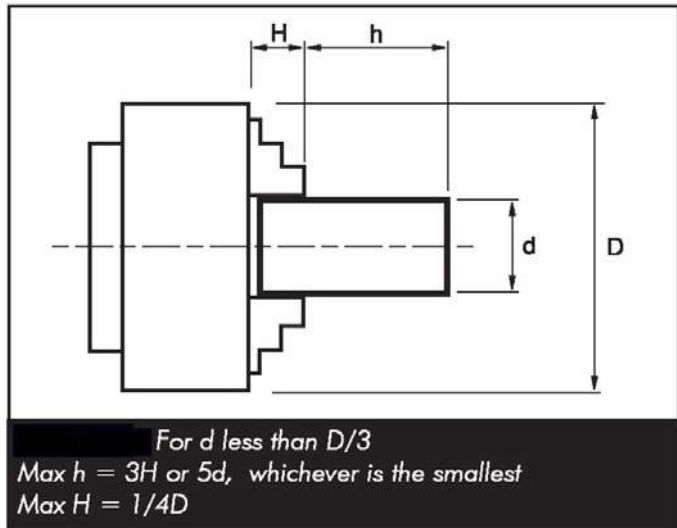 H h
d D
For d less than D/3
Max h = 3H or 5d, whichever is the smallest
Max H = 1/4D